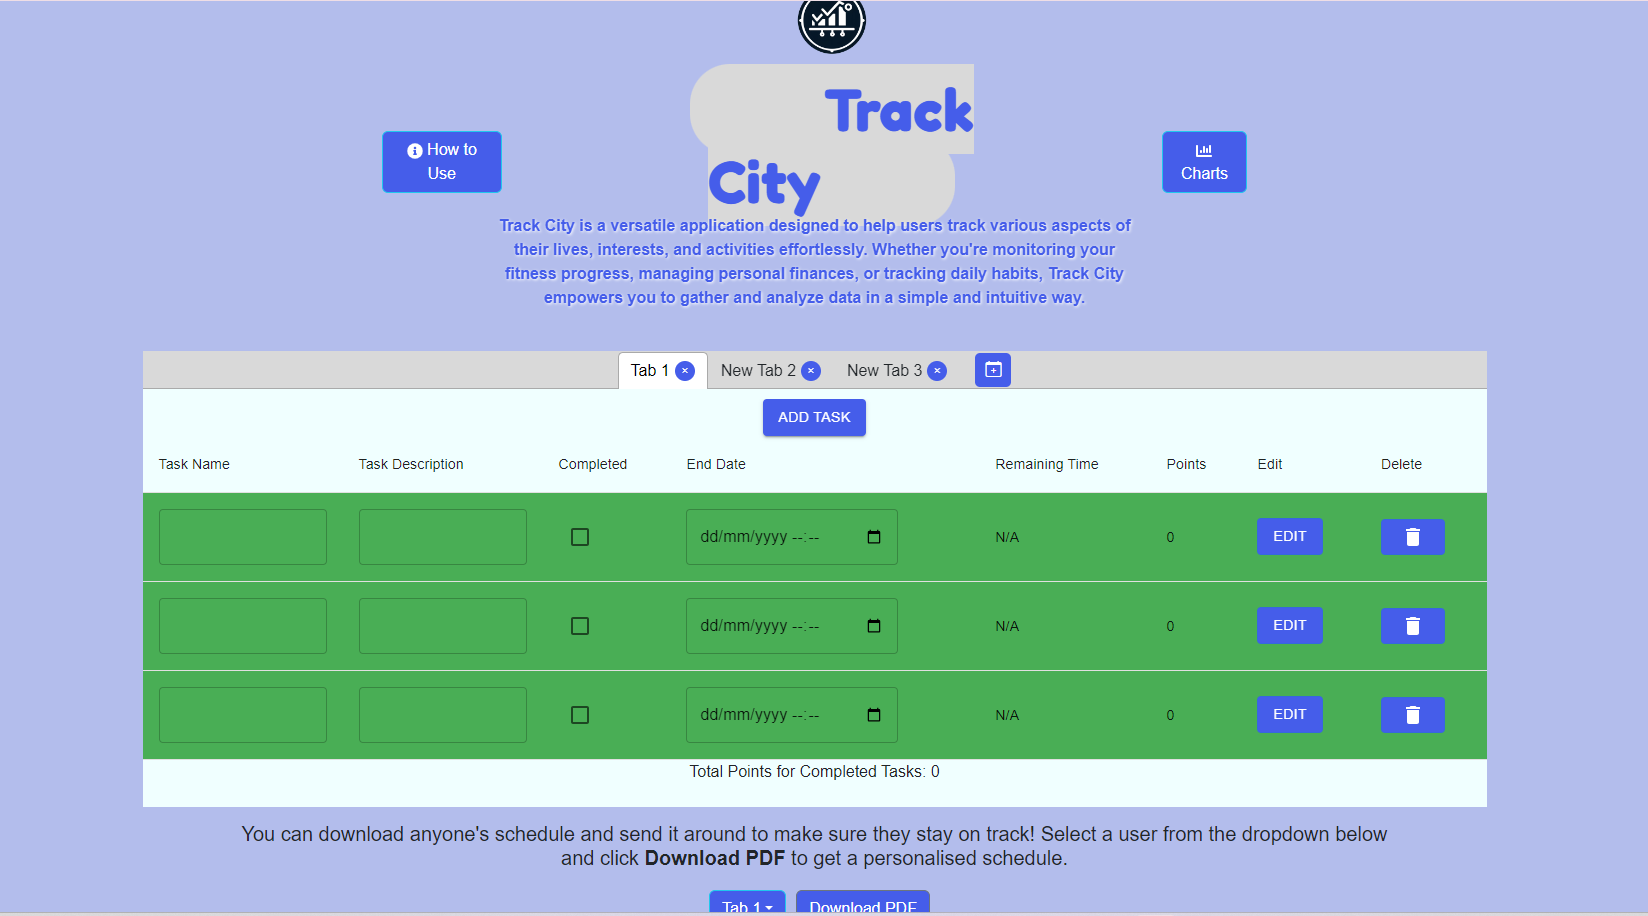 Track
City
How to
Use
Charts
Track City is a versatile application designed to help users track various aspects of
their lives, interests, and activities effortlessly. Whether you're monitoring your
fitness progress, managing personal finances, or tracking daily habits, Track City
empowers you to gather and analyze data in a simple and intuitive way.
Tab 1 New Tab 2 New Tab 3
ADD TASK
Task Name Task Description Completed End Date Remaining Time Points Edit Delete
dd/mm/yyyy --:-- N/A 0 EDIT
dd/mm/yyyy --:-- N/A 0 EDIT
dd/mm/yyyy --:-- N/A 0 EDIT
Total Points for Completed Tasks: 0
You can download anyone's schedule and send it around to make sure they stay on track! Select a user from the dropdown below
and click Download PDF to get a personalised schedule.
Tab 1 Download PDF